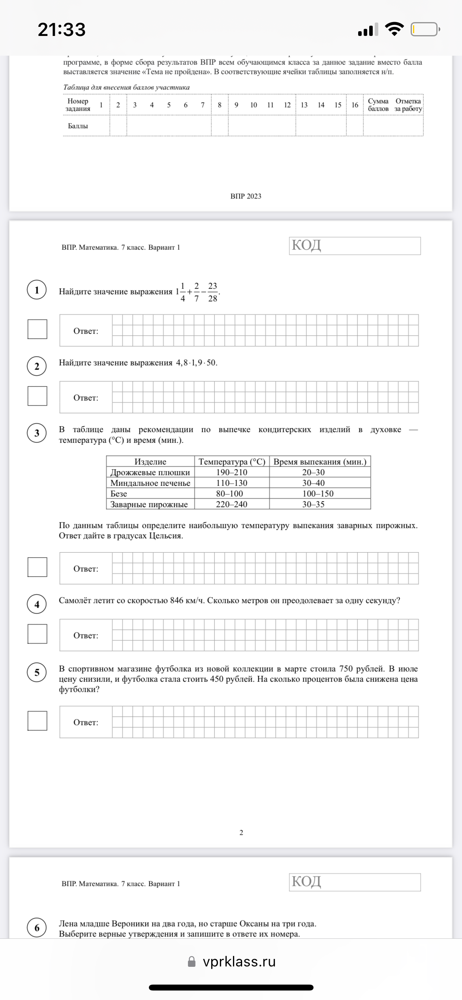 21:33
программе, в форме сбора результатов ВПР всем обучающимся класса за данное задание вместо балла
выставляется значение «Тема не пройдена». В соответствующие ячейки таблицы заполняется н/п.
Таблица для внесения баллов участника
Номер задания 1 2 3 4 5 6 7 8 9 10 11 12 13 14 15 16 Сумма баллов Отметка за работу
Баллы
ВПР 2023
ВПР. Математика. 7 класс. Вариант 1
КОД
1 Найдите значение выражения 1 1/4 + 2/7 − 23/28.
Ответ:
2 Найдите значение выражения 4,8·1,9·50.
Ответ:
3 В таблице даны рекомендации по выпечке кондитерских изделий в духовке —
температура (°C) и время (мин.).
Изделие Температура (°C) Время выпекания (мин.)
Дрожжевые плюшки 190–210 20–30
Миндальное печенье 110–130 30–40
Безе 80–100 100–150
Заварные пирожные 220–240 30–35
По данным таблицы определите наибольшую температуру выпекания заварных пирожных.
Ответ дайте в градусах Цельсия.
Ответ:
4 Самолёт летит со скоростью 846 км/ч. Сколько метров он преодолевает за одну секунду?
Ответ:
5 В спортивном магазине футболка из новой коллекции в марте стоила 750 рублей. В июле
цену снизили, и футболка стала стоить 450 рублей. На сколько процентов была снижена цена
футболки?
Ответ:
2
ВПР. Математика. 7 класс. Вариант 1
КОД
6 Лена младше Вероники на два года, но старше Оксаны на три года.
Выберите верные утверждения и запишите в ответе их номера.
vprklass.ru